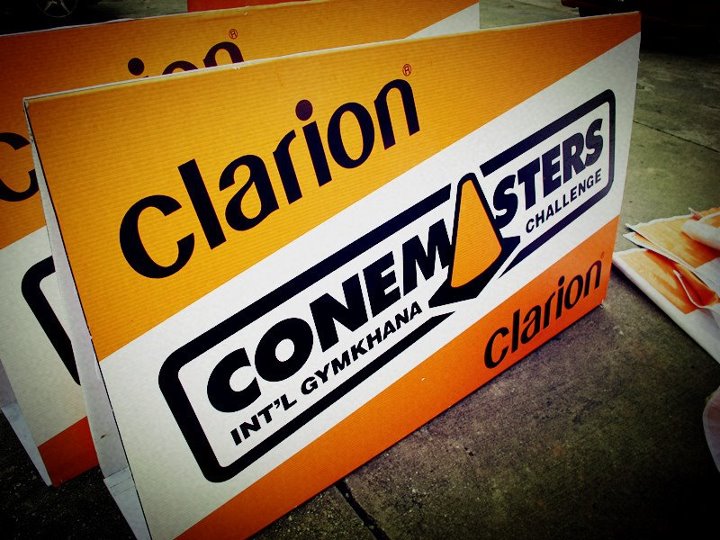 clarion®
CONEMASTERS
INT'L GYMKHANA CHALLENGE
clarion®